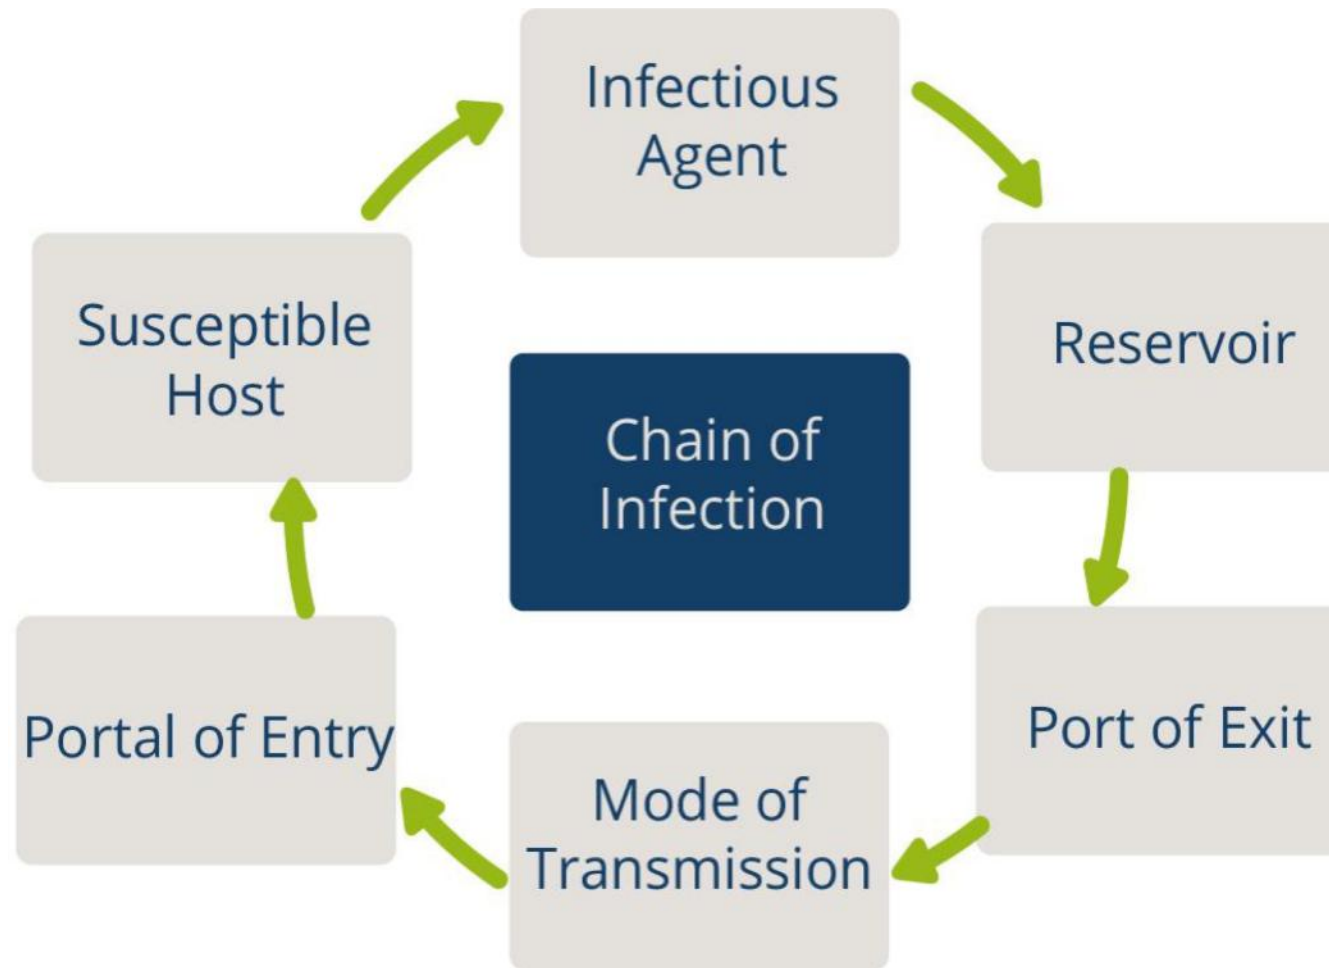 Infectious
Agent
Reservoir
Port of Exit
Mode of
Transmission
Portal of Entry
Susceptible
Host
Chain of
Infection